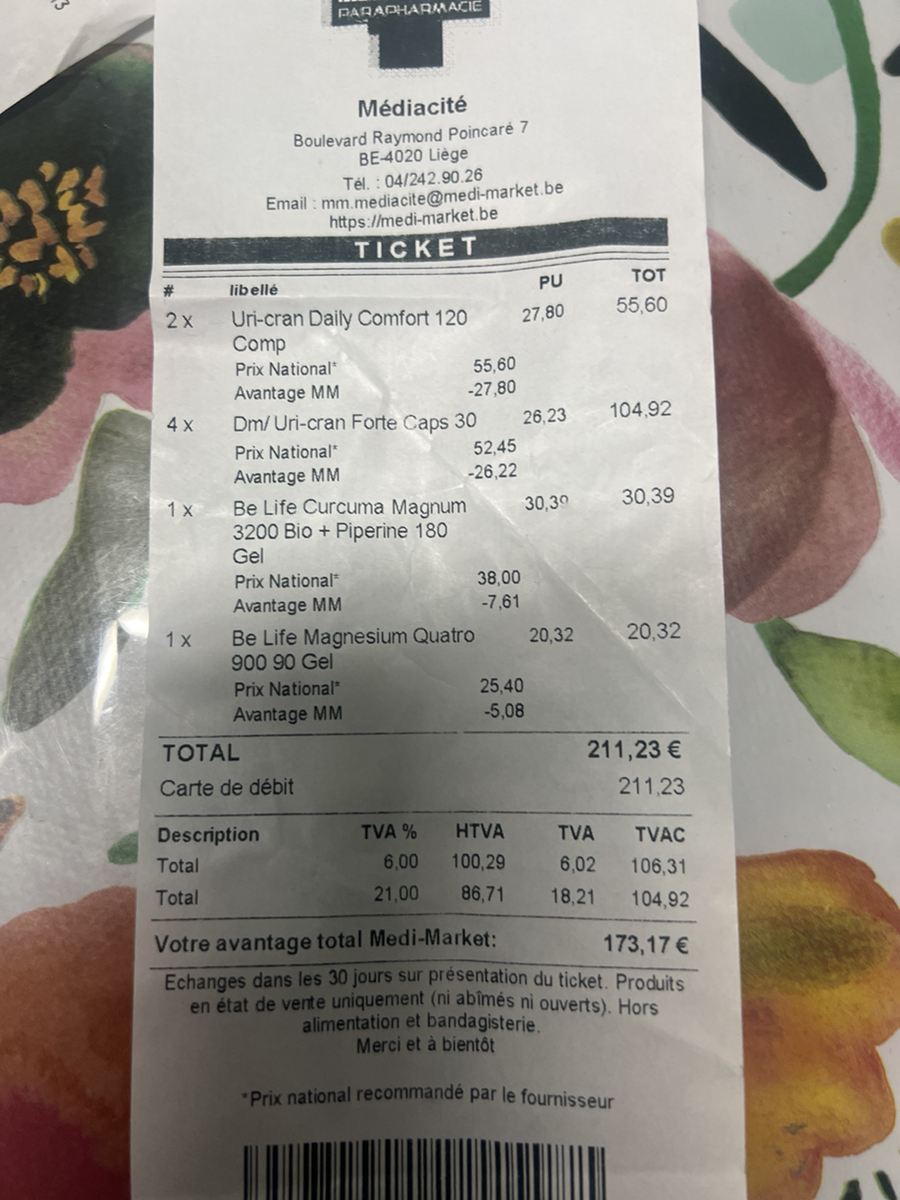 PARAPHARMACIE
Médiacité
Boulevard Raymond Poincaré 7
BE-4020 Liège
Tél. : 04/242.90.26
Email : mm.mediacite@medi-market.be
https://medi-market.be
TICKET
# libellé PU TOT
2 x Uri-cran Daily Comfort 120 27,80 55,60
Comp
Prix National* 55,60
Avantage MM -27,80
4 x Dm/ Uri-cran Forte Caps 30 26,23 104,92
Prix National* 52,45
Avantage MM -26,22
1 x Be Life Curcuma Magnum 30,39 30,39
3200 Bio + Piperine 180
Gel
Prix National* 38,00
Avantage MM -7,61
1 x Be Life Magnesium Quatro 20,32 20,32
900 90 Gel
Prix National* 25,40
Avantage MM -5,08
TOTAL 211,23 €
Carte de débit 211,23
Description TVA % HTVA TVA TVAC
Total 6,00 100,29 6,02 106,31
Total 21,00 86,71 18,21 104,92
Votre avantage total Medi-Market: 173,17 €
Echanges dans les 30 jours sur présentation du ticket. Produits
en état de vente uniquement (ni abîmés ni ouverts). Hors
alimentation et bandagisterie.
Merci et à bientôt
*Prix national recommandé par le fournisseur